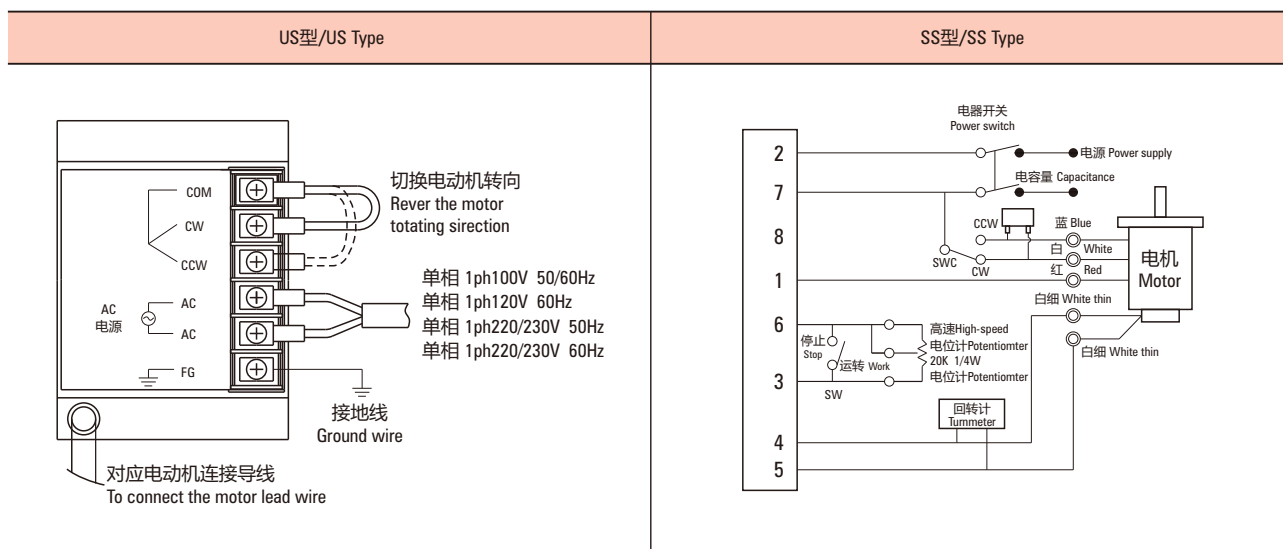 US型/US Type
COM
CW
CCW
AC
电源
AC
AC
FG
切换电动机转向
Rever the motor
totating sirection
单相 1ph100V 50/60Hz
单相 1ph120V 60Hz
单相 1ph220/230V 50Hz
单相 1ph220/230V 60Hz
接地线
Ground wire
对应电动机连接导线
To connect the motor lead wire
SS型/SS Type
电器开关
Power switch
2
电源 Power supply
7
电容量 Capacitance
8
CCW
蓝 Blue
SWC
CW
白 White
1
红 Red
电机
Motor
白细 White thin
6
停止
Stop
运转 Work
SW
高速High-speed
电位计Potentiomter
20K 1/4W
电位计Potentiomter
白细 White thin
3
回转计
Tummeter
4
5